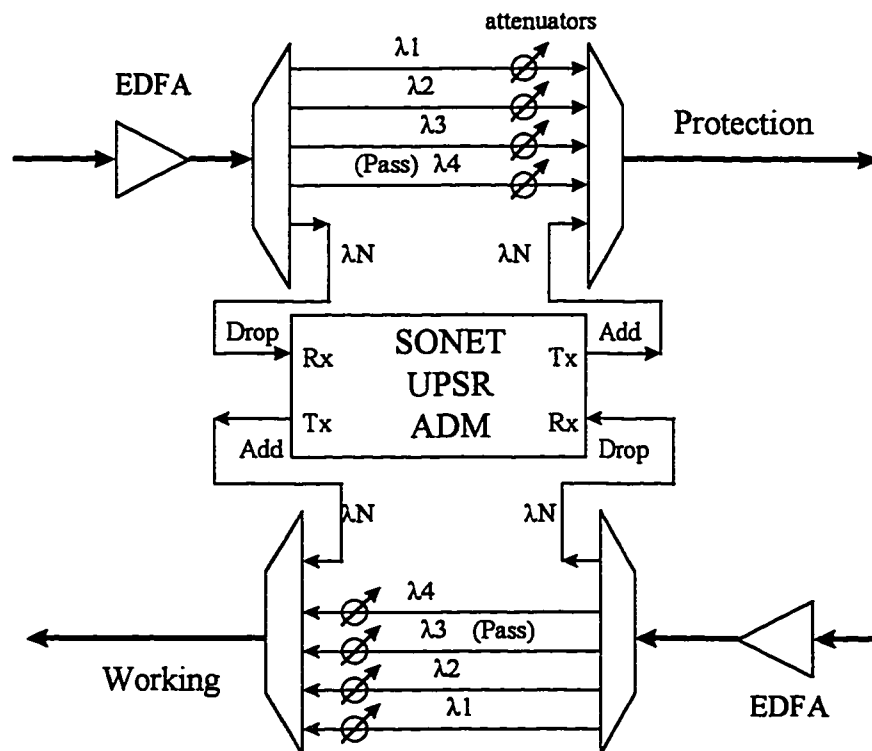 attenuators
λ1
EDFA
λ2
λ3
Protection
(Pass) λ4
λN
λN
Drop
SONET
Add
Rx
Tx
UPSR
Tx
ADM
Rx
Add
Drop
λN
λN
λ4
λ3 (Pass)
λ2
Working
λ1
EDFA